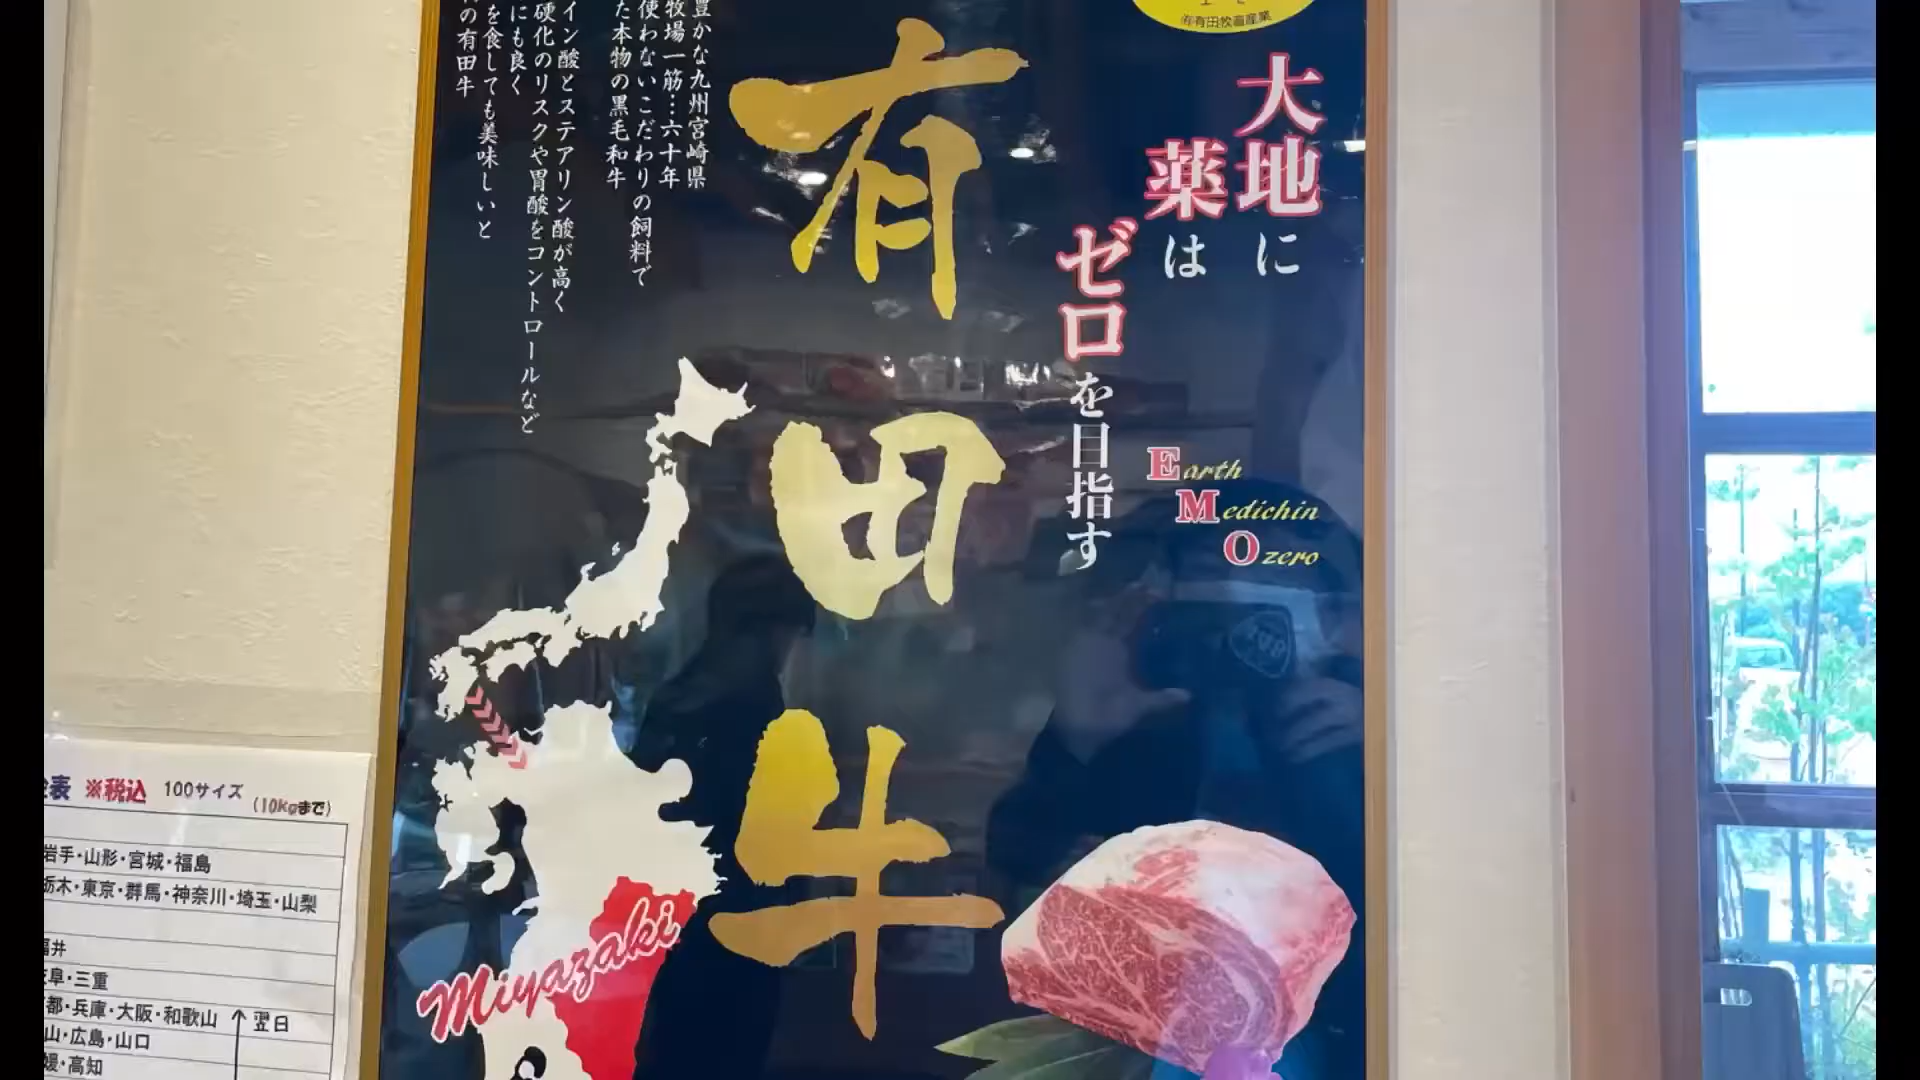 ㈲有田牧畜産業
大地に
薬は
ゼロを目指す
Earth
Medichin
Ozero
有田牛
豊かな九州宮崎県
牧場一筋…六十年
使わないこだわりの飼料で
た本物の黒毛和牛
イン酸とステアリン酸が高く
硬化のリスクや胃酸をコントロールなど
にも良く
を食しても美味しいと
の有田牛
Miyazaki
表 ※税込 100サイズ (10Kgまで)
岩手・山形・宮城・福島
栃木・東京・群馬・神奈川・埼玉・山梨
福井
岐阜・三重
都・兵庫・大阪・和歌山 翌日
山・広島・山口
媛・高知